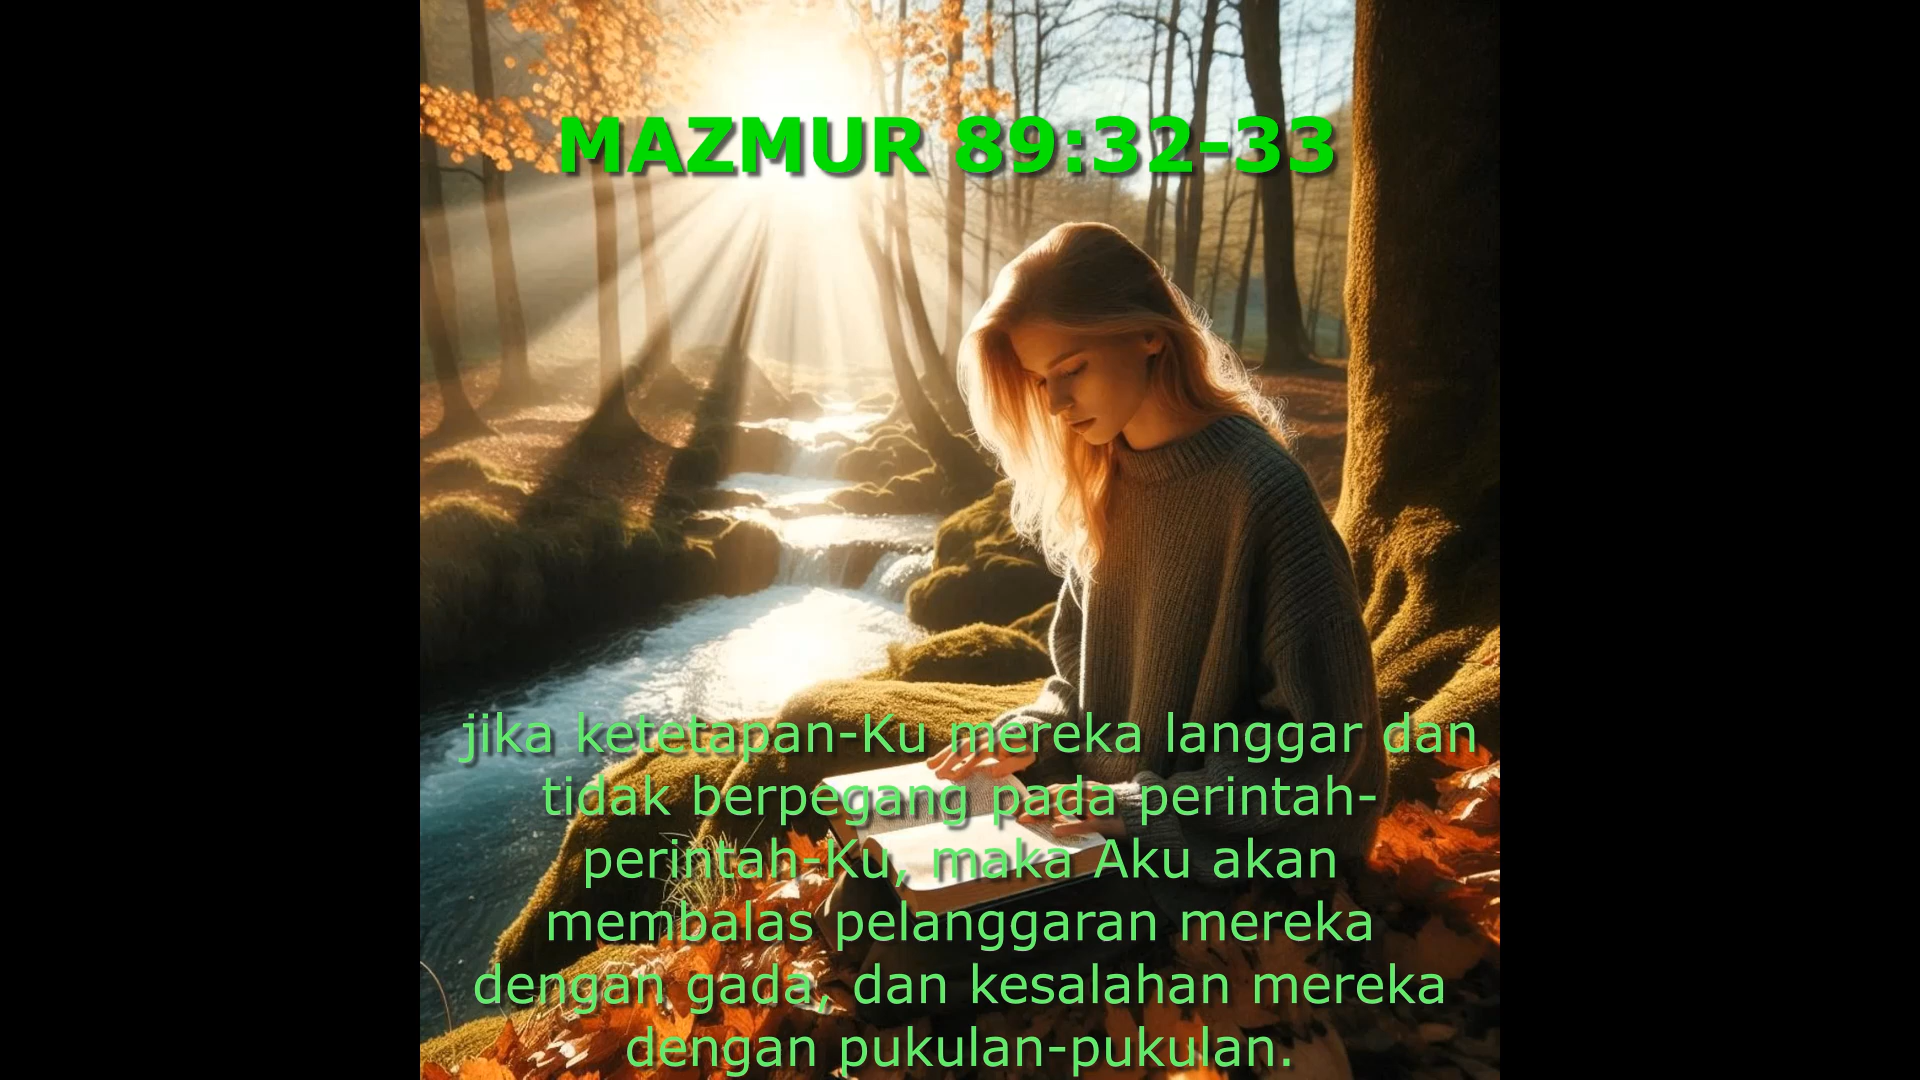 MAZMUR 89:32-33
jika ketetapan-Ku mereka langgar dan
tidak berpegang pada perintah-
perintah-Ku, maka Aku akan
membalas pelanggaran mereka
dengan gada, dan kesalahan mereka
dengan pukulan-pukulan.